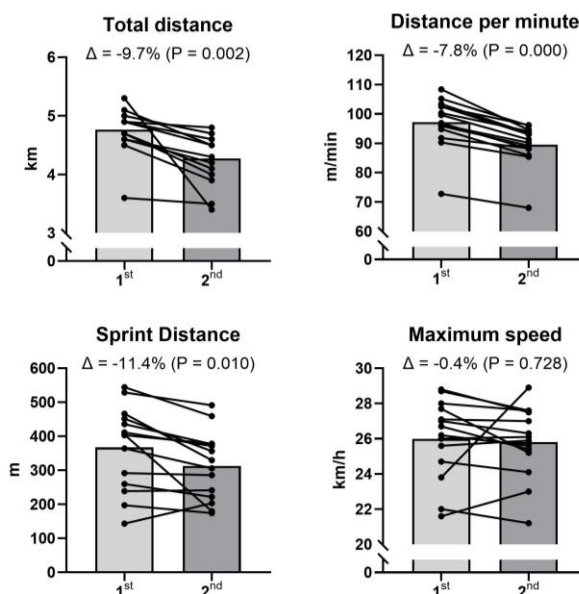 Total distance
Δ = -9.7% (P = 0.002)
6
5
4
3
0
km
1st
2nd
Distance per minute
Δ = -7.8% (P = 0.000)
120
110
100
90
80
70
60
0
m/min
1st
2nd
Sprint Distance
Δ = -11.4% (P = 0.010)
600
500
400
300
200
100
0
m
1st
2nd
Maximum speed
Δ = -0.4% (P = 0.728)
30
28
26
24
22
20
0
km/h
1st
2nd